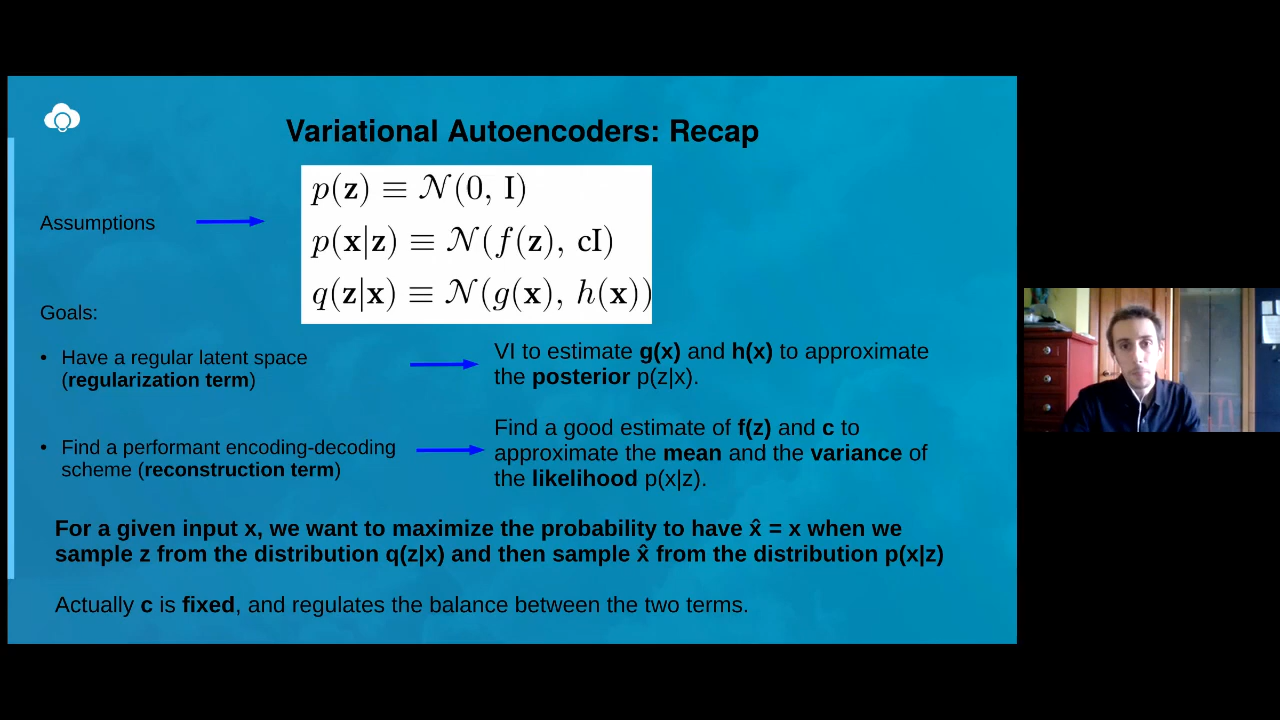 Variational Autoencoders: Recap
p(z) ≡ 𝒩(0, I)
Assumptions
p(x|z) ≡ 𝒩(f(z), cI)
q(z|x) ≡ 𝒩(g(x), h(x))
Goals:
• Have a regular latent space
(regularization term)
VI to estimate g(x) and h(x) to approximate
the posterior p(z|x).
• Find a performant encoding-decoding
scheme (reconstruction term)
Find a good estimate of f(z) and c to
approximate the mean and the variance of
the likelihood p(x|z).
For a given input x, we want to maximize the probability to have x̂ = x when we
sample z from the distribution q(z|x) and then sample x̂ from the distribution p(x|z)
Actually c is fixed, and regulates the balance between the two terms.